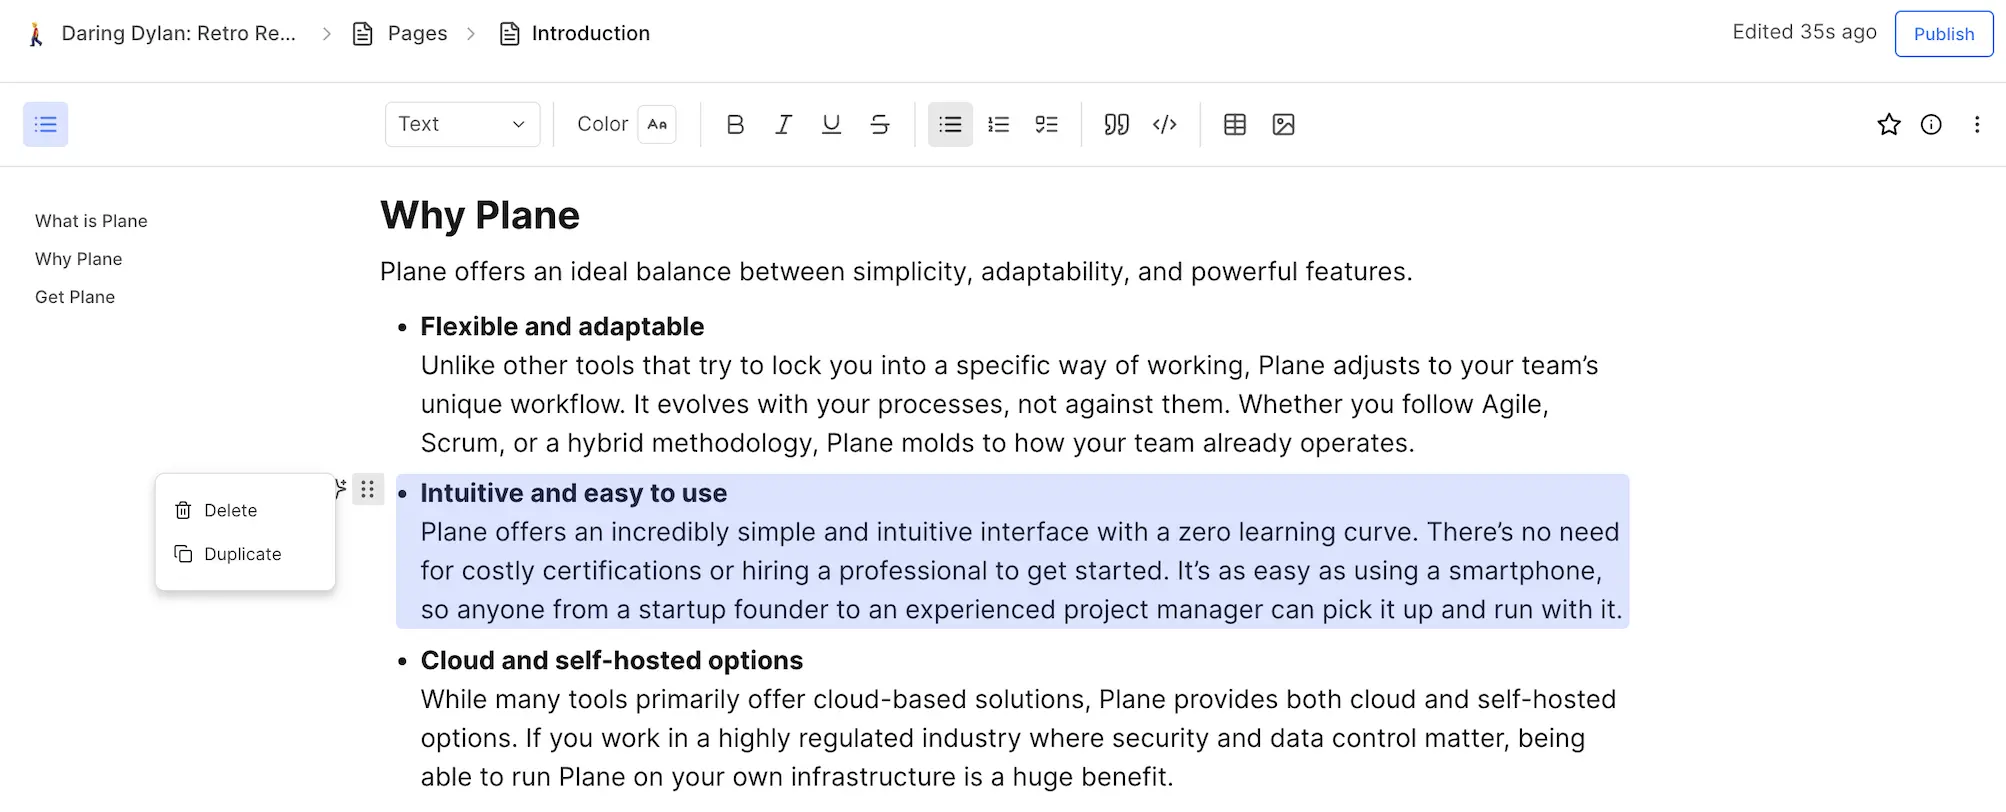 Daring Dylan: Retro Re... Pages Introduction Edited 35s ago Publish
Text Color Aa B I U S
What is Plane
Why Plane
Get Plane
Why Plane
Plane offers an ideal balance between simplicity, adaptability, and powerful features.
• Flexible and adaptable
Unlike other tools that try to lock you into a specific way of working, Plane adjusts to your team’s
unique workflow. It evolves with your processes, not against them. Whether you follow Agile,
Scrum, or a hybrid methodology, Plane molds to how your team already operates.
Delete
Duplicate
• Intuitive and easy to use
Plane offers an incredibly simple and intuitive interface with a zero learning curve. There’s no need
for costly certifications or hiring a professional to get started. It’s as easy as using a smartphone,
so anyone from a startup founder to an experienced project manager can pick it up and run with it.
• Cloud and self-hosted options
While many tools primarily offer cloud-based solutions, Plane provides both cloud and self-hosted
options. If you work in a highly regulated industry where security and data control matter, being
able to run Plane on your own infrastructure is a huge benefit.